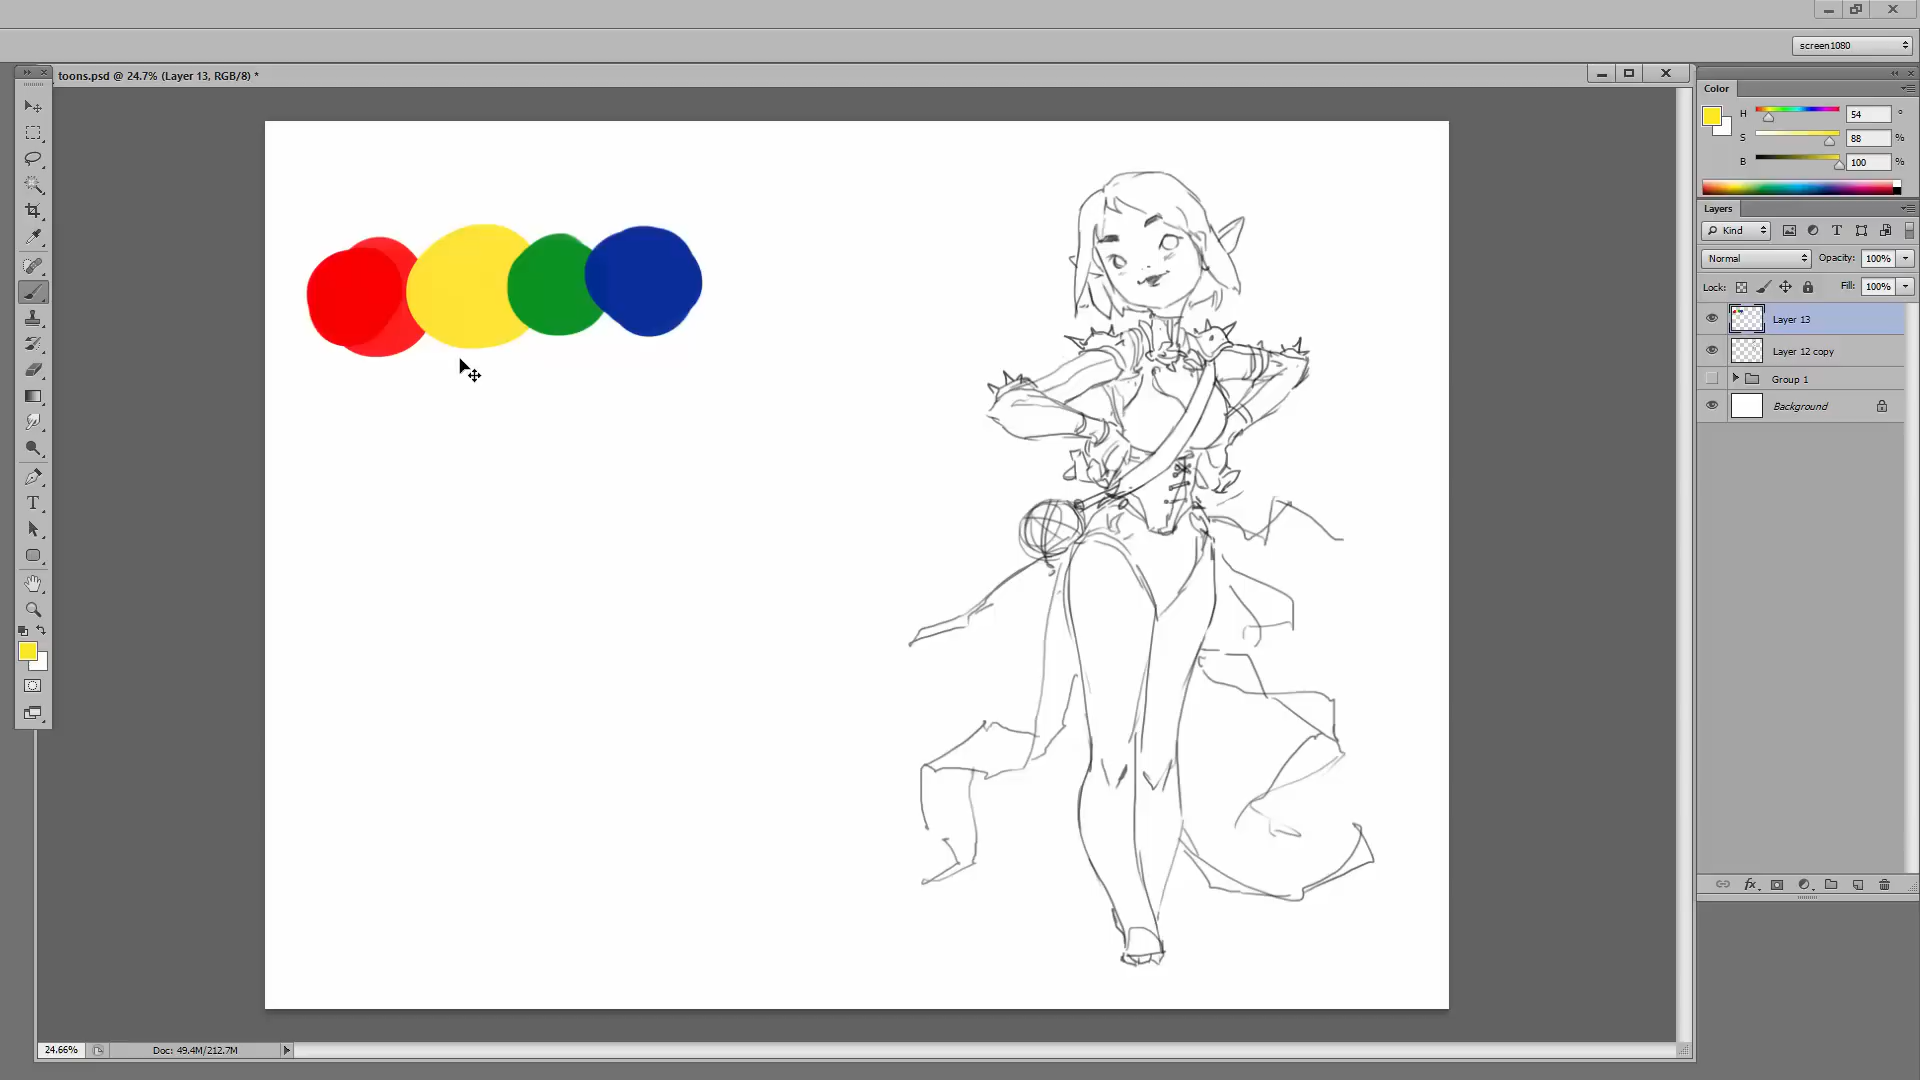 screen1080
toons.psd @ 24.7% (Layer 13, RGB/8) *
Color
H 54 °
S 88 %
B 100 %
Layers
Kind
T
Normal Opacity: 100%
Lock: Fill: 100%
Layer 13
Layer 12 copy
Group 1
Background
T
fx
24.66% Doc: 49.4M/212.7M